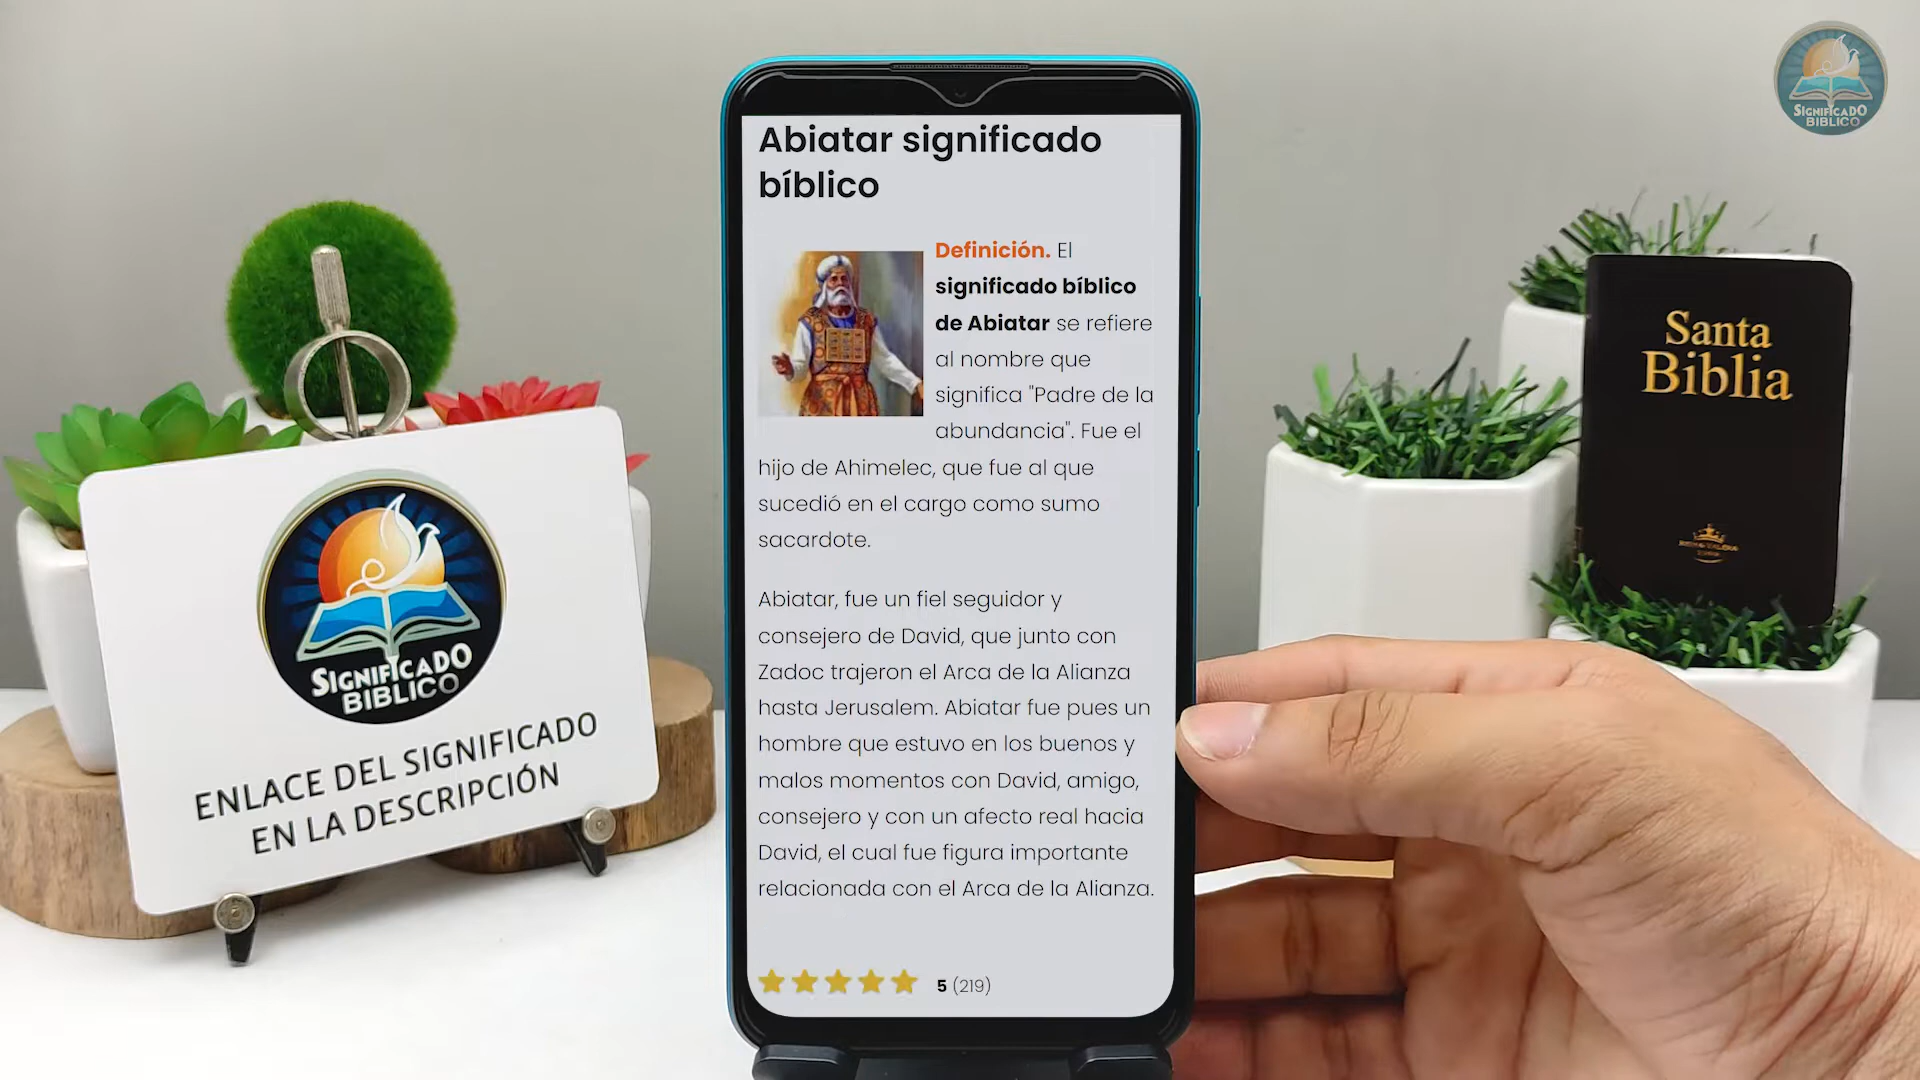 SIGNIFICADO
BIBLICO
Abiatar significado
bíblico
Definición. El
significado bíblico
de Abiatar se refiere
al nombre que
significa "Padre de la
abundancia". Fue el
hijo de Ahimelec, que fue al que
sucedió en el cargo como sumo
sacardote.
Abiatar, fue un fiel seguidor y
consejero de David, que junto con
Zadoc trajeron el Arca de la Alianza
hasta Jerusalem. Abiatar fue pues un
hombre que estuvo en los buenos y
malos momentos con David, amigo,
consejero y con un afecto real hacia
David, el cual fue figura importante
relacionada con el Arca de la Alianza.
5 (219)
SIGNIFICADO
BIBLICO
ENLACE DEL SIGNIFICADO
EN LA DESCRIPCIÓN
Santa
Biblia